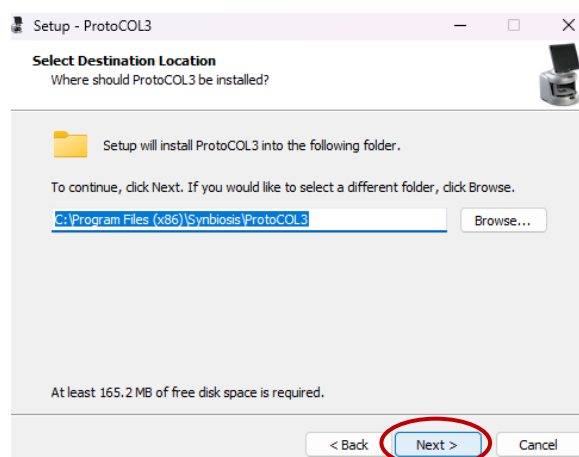 Setup - ProtoCOL3
Select Destination Location
Where should ProtoCOL3 be installed?
Setup will install ProtoCOL3 into the following folder.
To continue, click Next. If you would like to select a different folder, click Browse.
C:\Program Files (x86)\Synbiosis\ProtoCOL3
Browse...
At least 165.2 MB of free disk space is required.
< Back Next > Cancel